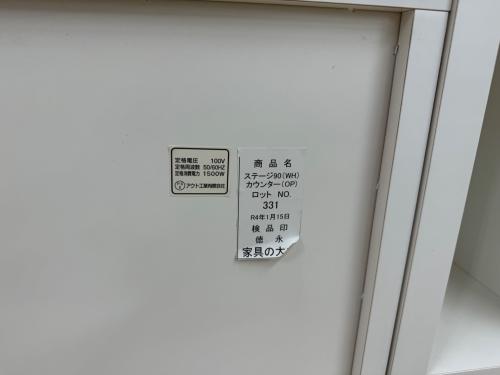 定格電圧 100V
定格周波数 50/60HZ
定格消費電力 1500W
アウト工業有限会社
商品名
ステージ90(WH)
カウンター(OP)
ロット NO.
331
R4年1月15日
検品印
徳永
家具の大